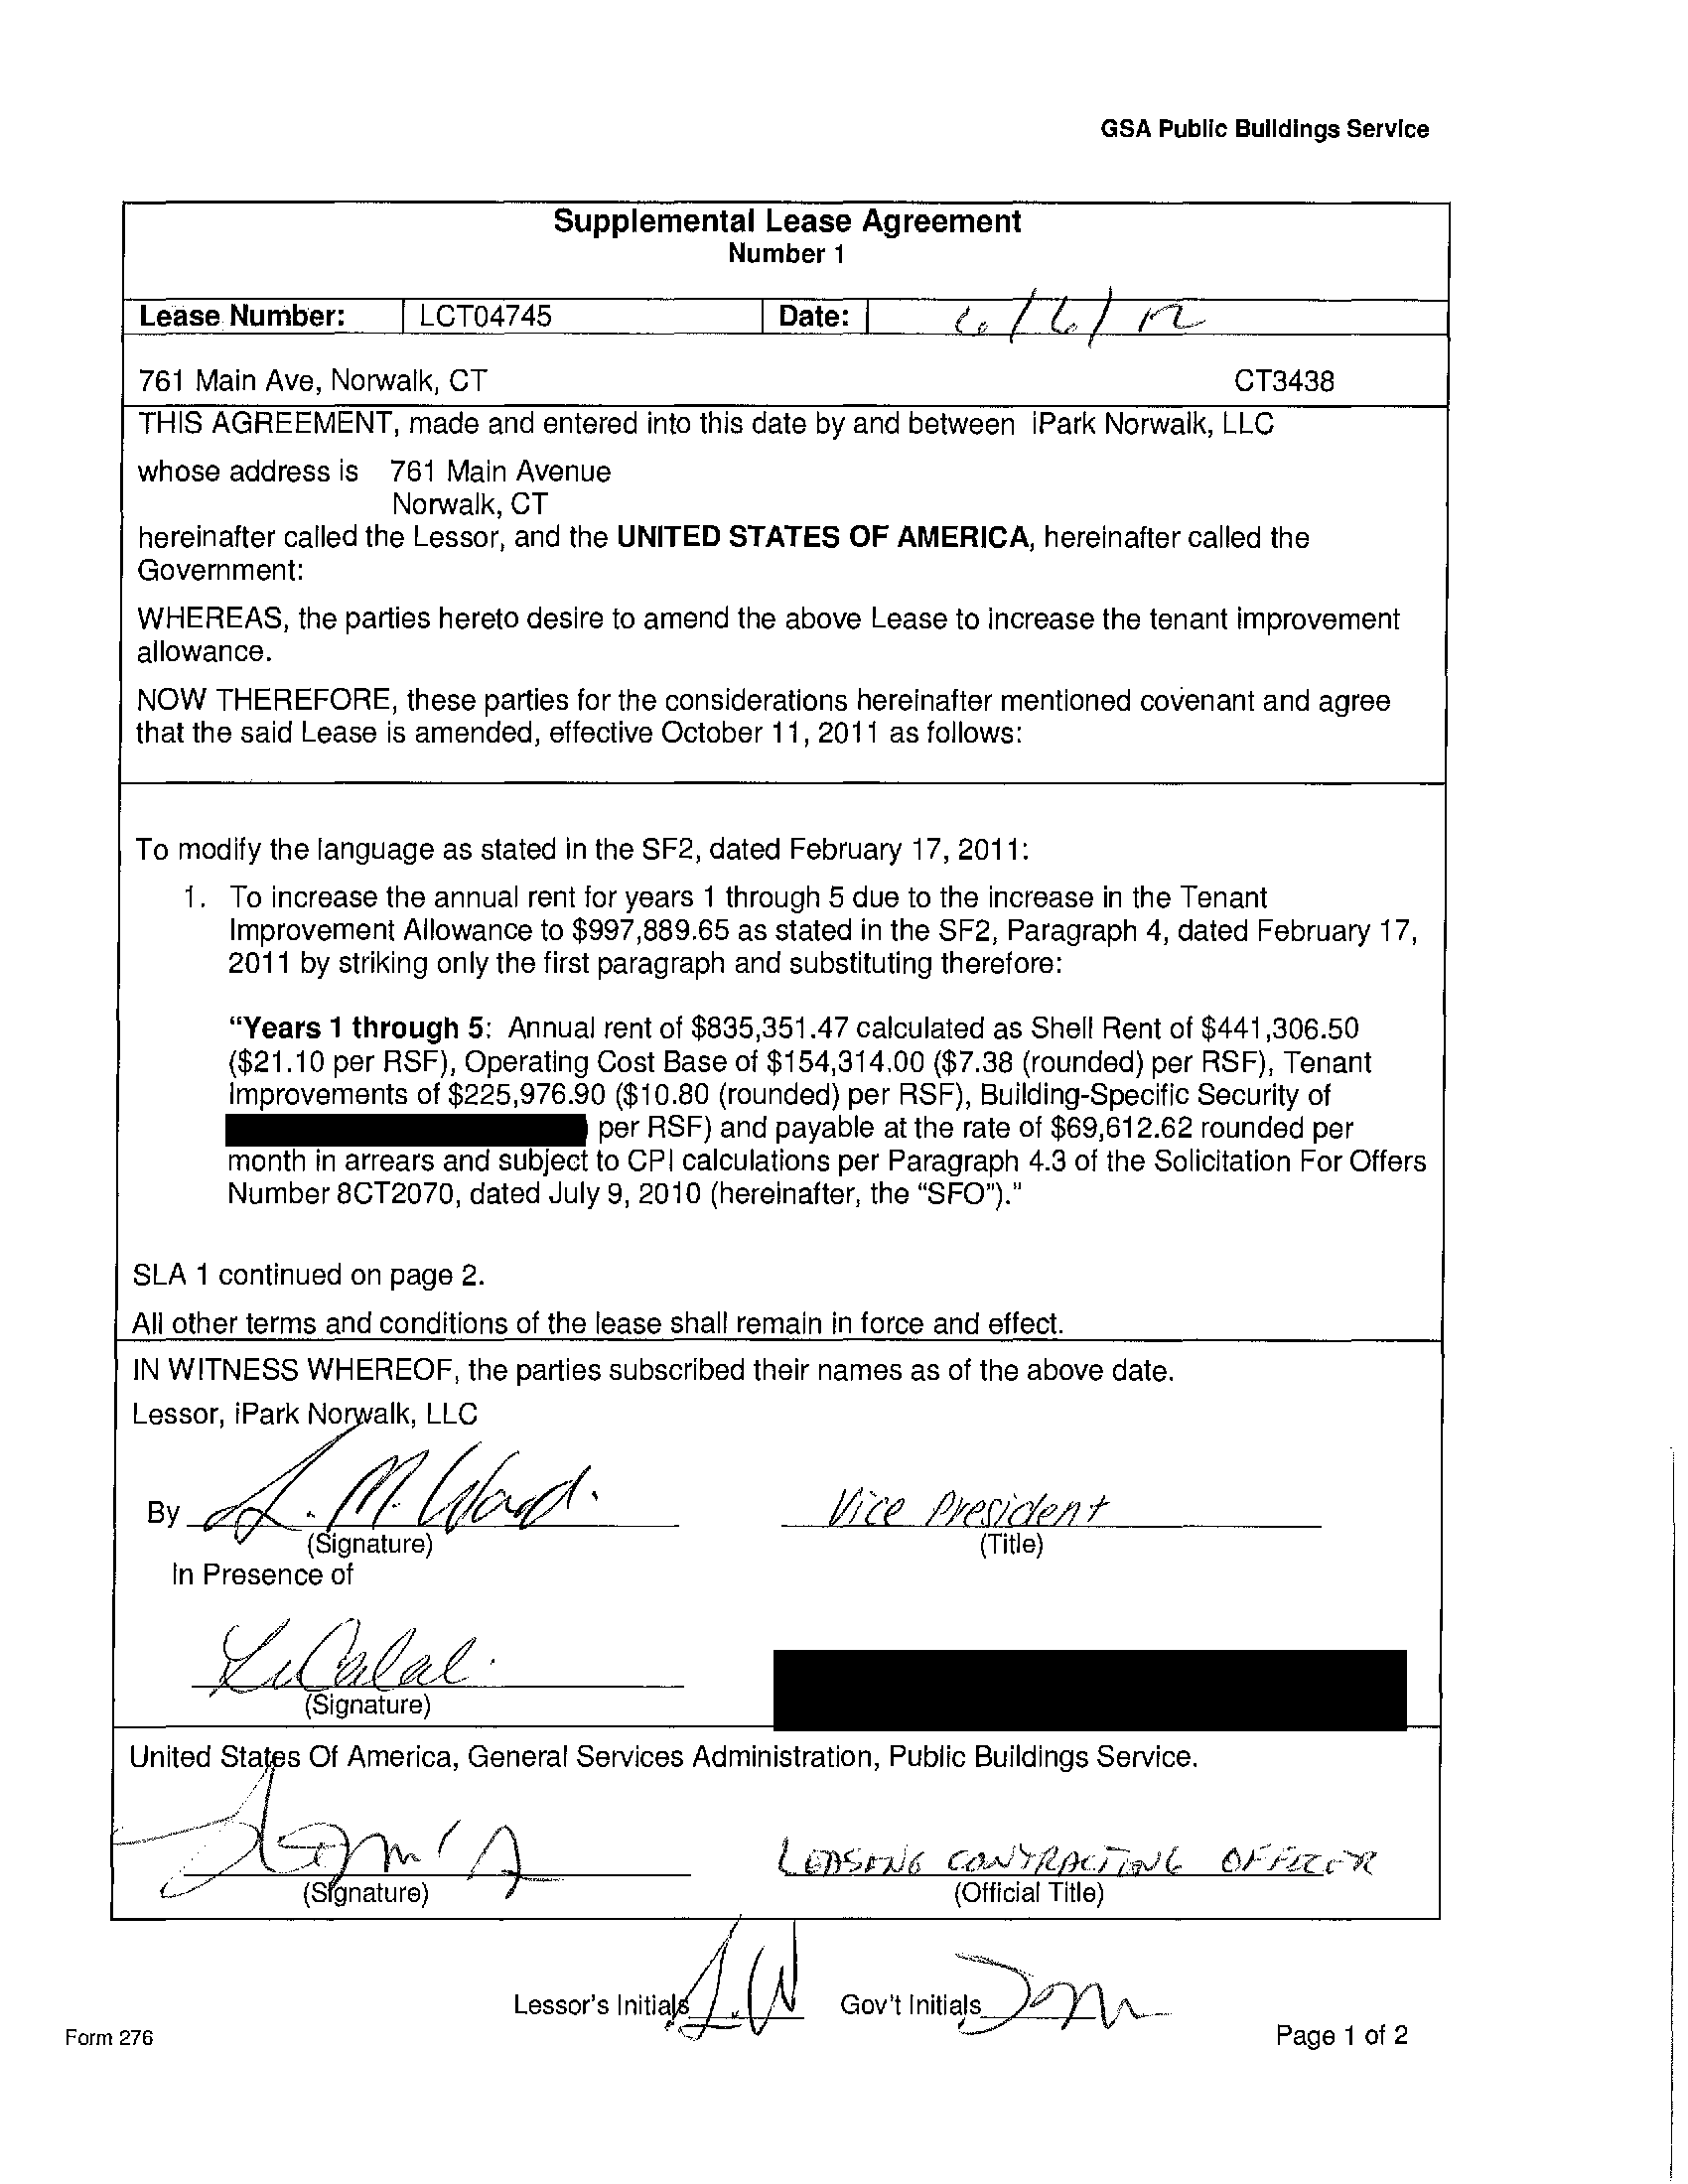 GSA Public Buildings Service
Supplemental Lease Agreement
Number 1
Lease Number: LCT04745 Date: 6/6/12
761 Main Ave, Norwalk, CT CT3438
THIS AGREEMENT, made and entered into this date by and between iPark Norwalk, LLC
whose address is 761 Main Avenue
Norwalk, CT
hereinafter called the Lessor, and the UNITED STATES OF AMERICA, hereinafter called the
Government:
WHEREAS, the parties hereto desire to amend the above Lease to increase the tenant improvement
allowance.
NOW THEREFORE, these parties for the considerations hereinafter mentioned covenant and agree
that the said Lease is amended, effective October 11, 2011 as follows:
To modify the language as stated in the SF2, dated February 17, 2011:
1. To increase the annual rent for years 1 through 5 due to the increase in the Tenant
Improvement Allowance to $997,889.65 as stated in the SF2, Paragraph 4, dated February 17,
2011 by striking only the first paragraph and substituting therefore:
“Years 1 through 5: Annual rent of $835,351.47 calculated as Shell Rent of $441,306.50
($21.10 per RSF), Operating Cost Base of $154,314.00 ($7.38 (rounded) per RSF), Tenant
Improvements of $225,976.90 ($10.80 (rounded) per RSF), Building-Specific Security of
per RSF) and payable at the rate of $69,612.62 rounded per
month in arrears and subject to CPI calculations per Paragraph 4.3 of the Solicitation For Offers
Number 8CT2070, dated July 9, 2010 (hereinafter, the “SFO”).”
SLA 1 continued on page 2.
All other terms and conditions of the lease shall remain in force and effect.
IN WITNESS WHEREOF, the parties subscribed their names as of the above date.
Lessor, iPark Norwalk, LLC
By L. M. Ward. Vice President
(Signature) (Title)
In Presence of
(Signature)
United States Of America, General Services Administration, Public Buildings Service.
LEASING CONTRACTING OFFICER
(Signature) (Official Title)
Lessor's Initials L.W Gov't Initials
Form 276 Page 1 of 2